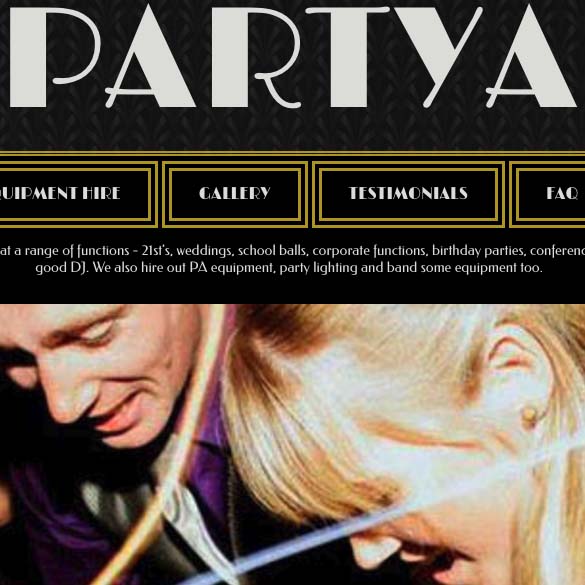 PARTYA
EQUIPMENT HIRE
GALLERY
TESTIMONIALS
FAQ
at a range of functions - 21st's, weddings, school balls, corporate functions, birthday parties, conferenc
good DJ. We also hire out PA equipment, party lighting and band some equipment too.